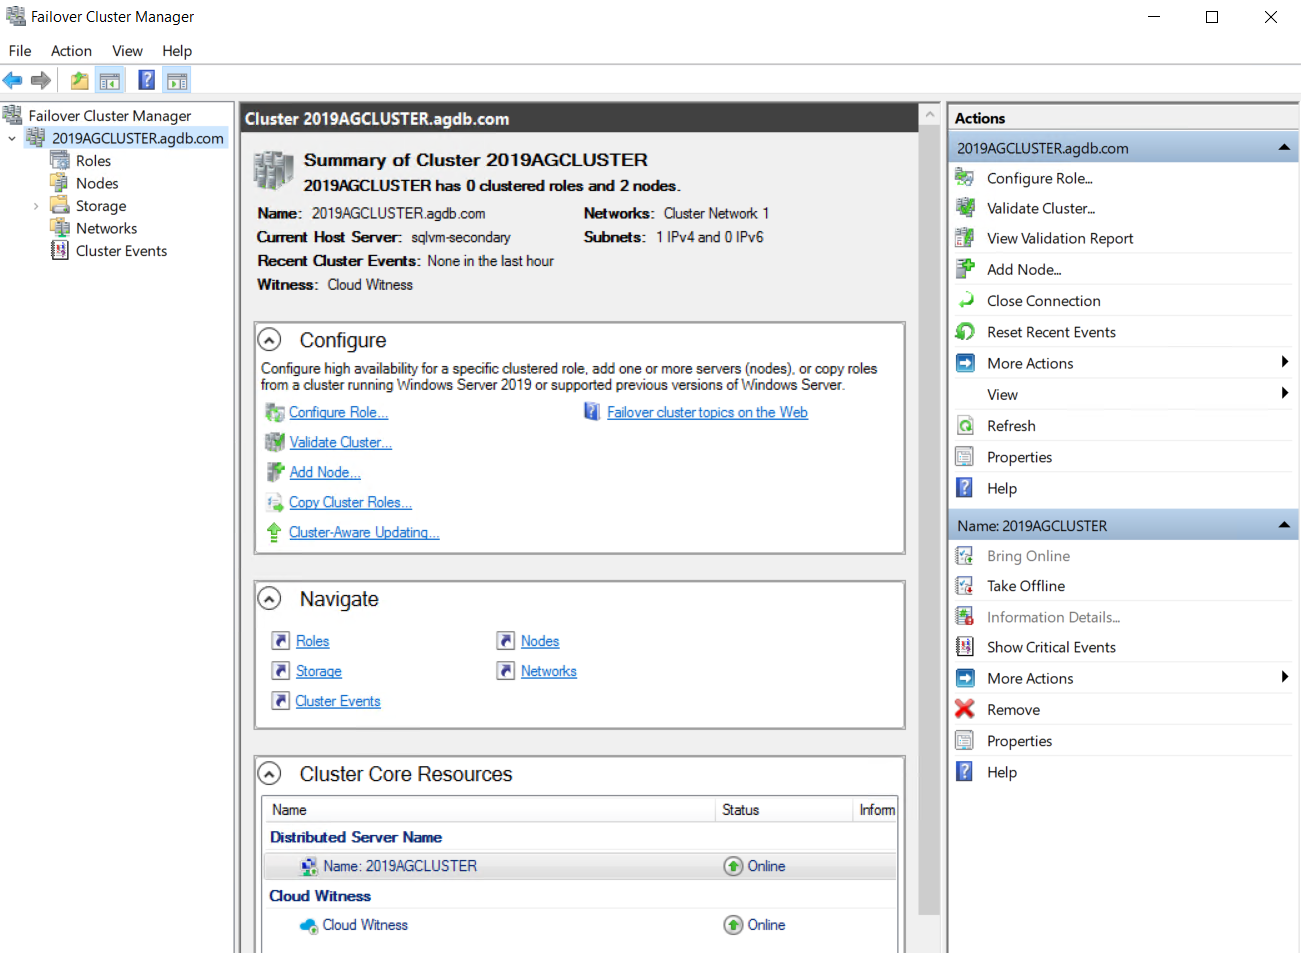 Failover Cluster Manager
File Action View Help
Failover Cluster Manager
2019AGCLUSTER.agdb.com
Roles
Nodes
Storage
Networks
Cluster Events
Cluster 2019AGCLUSTER.agdb.com
Summary of Cluster 2019AGCLUSTER
2019AGCLUSTER has 0 clustered roles and 2 nodes.
Name: 2019AGCLUSTER.agdb.com
Networks: Cluster Network 1
Current Host Server: sqlvm-secondary
Subnets: 1 IPv4 and 0 IPv6
Recent Cluster Events: None in the last hour
Witness: Cloud Witness
Configure
Configure high availability for a specific clustered role, add one or more servers (nodes), or copy roles
from a cluster running Windows Server 2019 or supported previous versions of Windows Server.
Configure Role...
Failover cluster topics on the Web
Validate Cluster...
Add Node...
Copy Cluster Roles...
Cluster-Aware Updating...
Navigate
Roles
Nodes
Storage
Networks
Cluster Events
Cluster Core Resources
Name Status Inform
Distributed Server Name
Name: 2019AGCLUSTER Online
Cloud Witness
Cloud Witness Online
Actions
2019AGCLUSTER.agdb.com
Configure Role...
Validate Cluster...
View Validation Report
Add Node...
Close Connection
Reset Recent Events
More Actions
View
Refresh
Properties
Help
Name: 2019AGCLUSTER
Bring Online
Take Offline
Information Details...
Show Critical Events
More Actions
Remove
Properties
Help